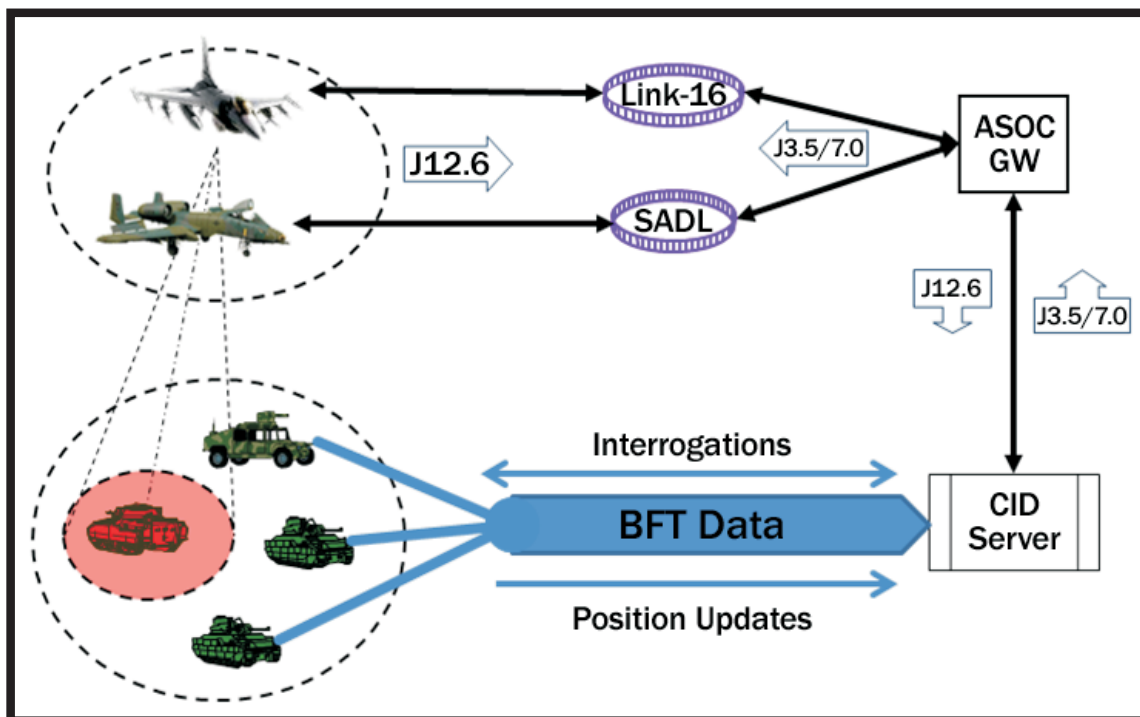 Link-16
ASOC
GW
J12.6
J3.5/7.0
SADL
J12.6
J3.5/7.0
Interrogations
BFT Data
CID
Server
Position Updates